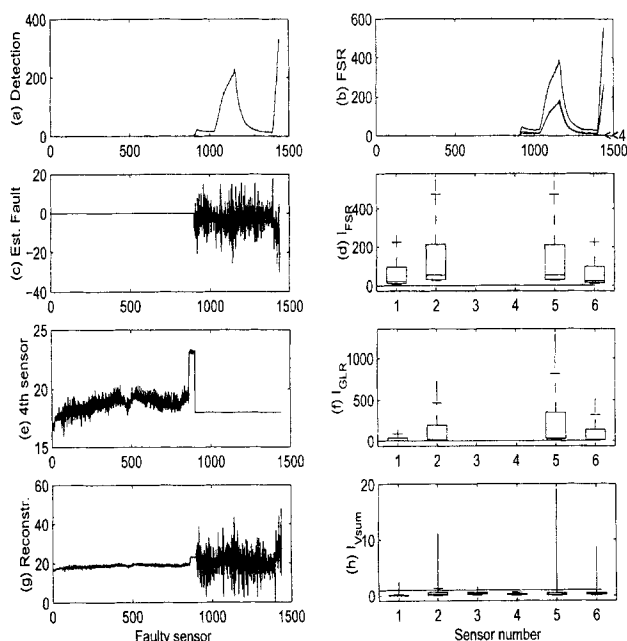 (a) Detection
400
200
0
0 500 1000 1500
(b) FSR
600
400
200
0
0 500 1000 1500
<4
(c) Est. Fault
20
0
-20
-40
0 500 1000 1500
(d) I_FSR
400
200
0
1 2 3 4 5 6
(e) 4th sensor
25
20
15
0 500 1000 1500
(f) I_GLR
1000
500
0
1 2 3 4 5 6
(g) Reconstr.
60
40
20
0
0 500 1000 1500
Faulty sensor
(h) I_Vsum
20
10
0
1 2 3 4 5 6
Sensor number